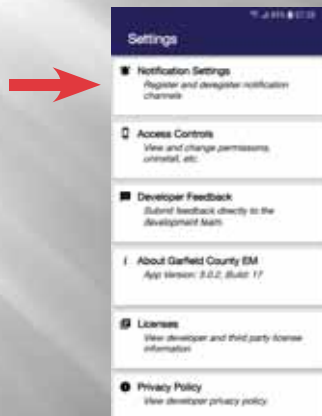 Settings
Notification Settings
Register and deregister notification
channels
Access Controls
View and change permissions,
uninstall, etc.
Developer Feedback
Submit feedback directly to the
development team
About Garfield County EM
App Version: 5.0.2, Build: 17
Licenses
View developer and third party license
information
Privacy Policy
View developer privacy policy